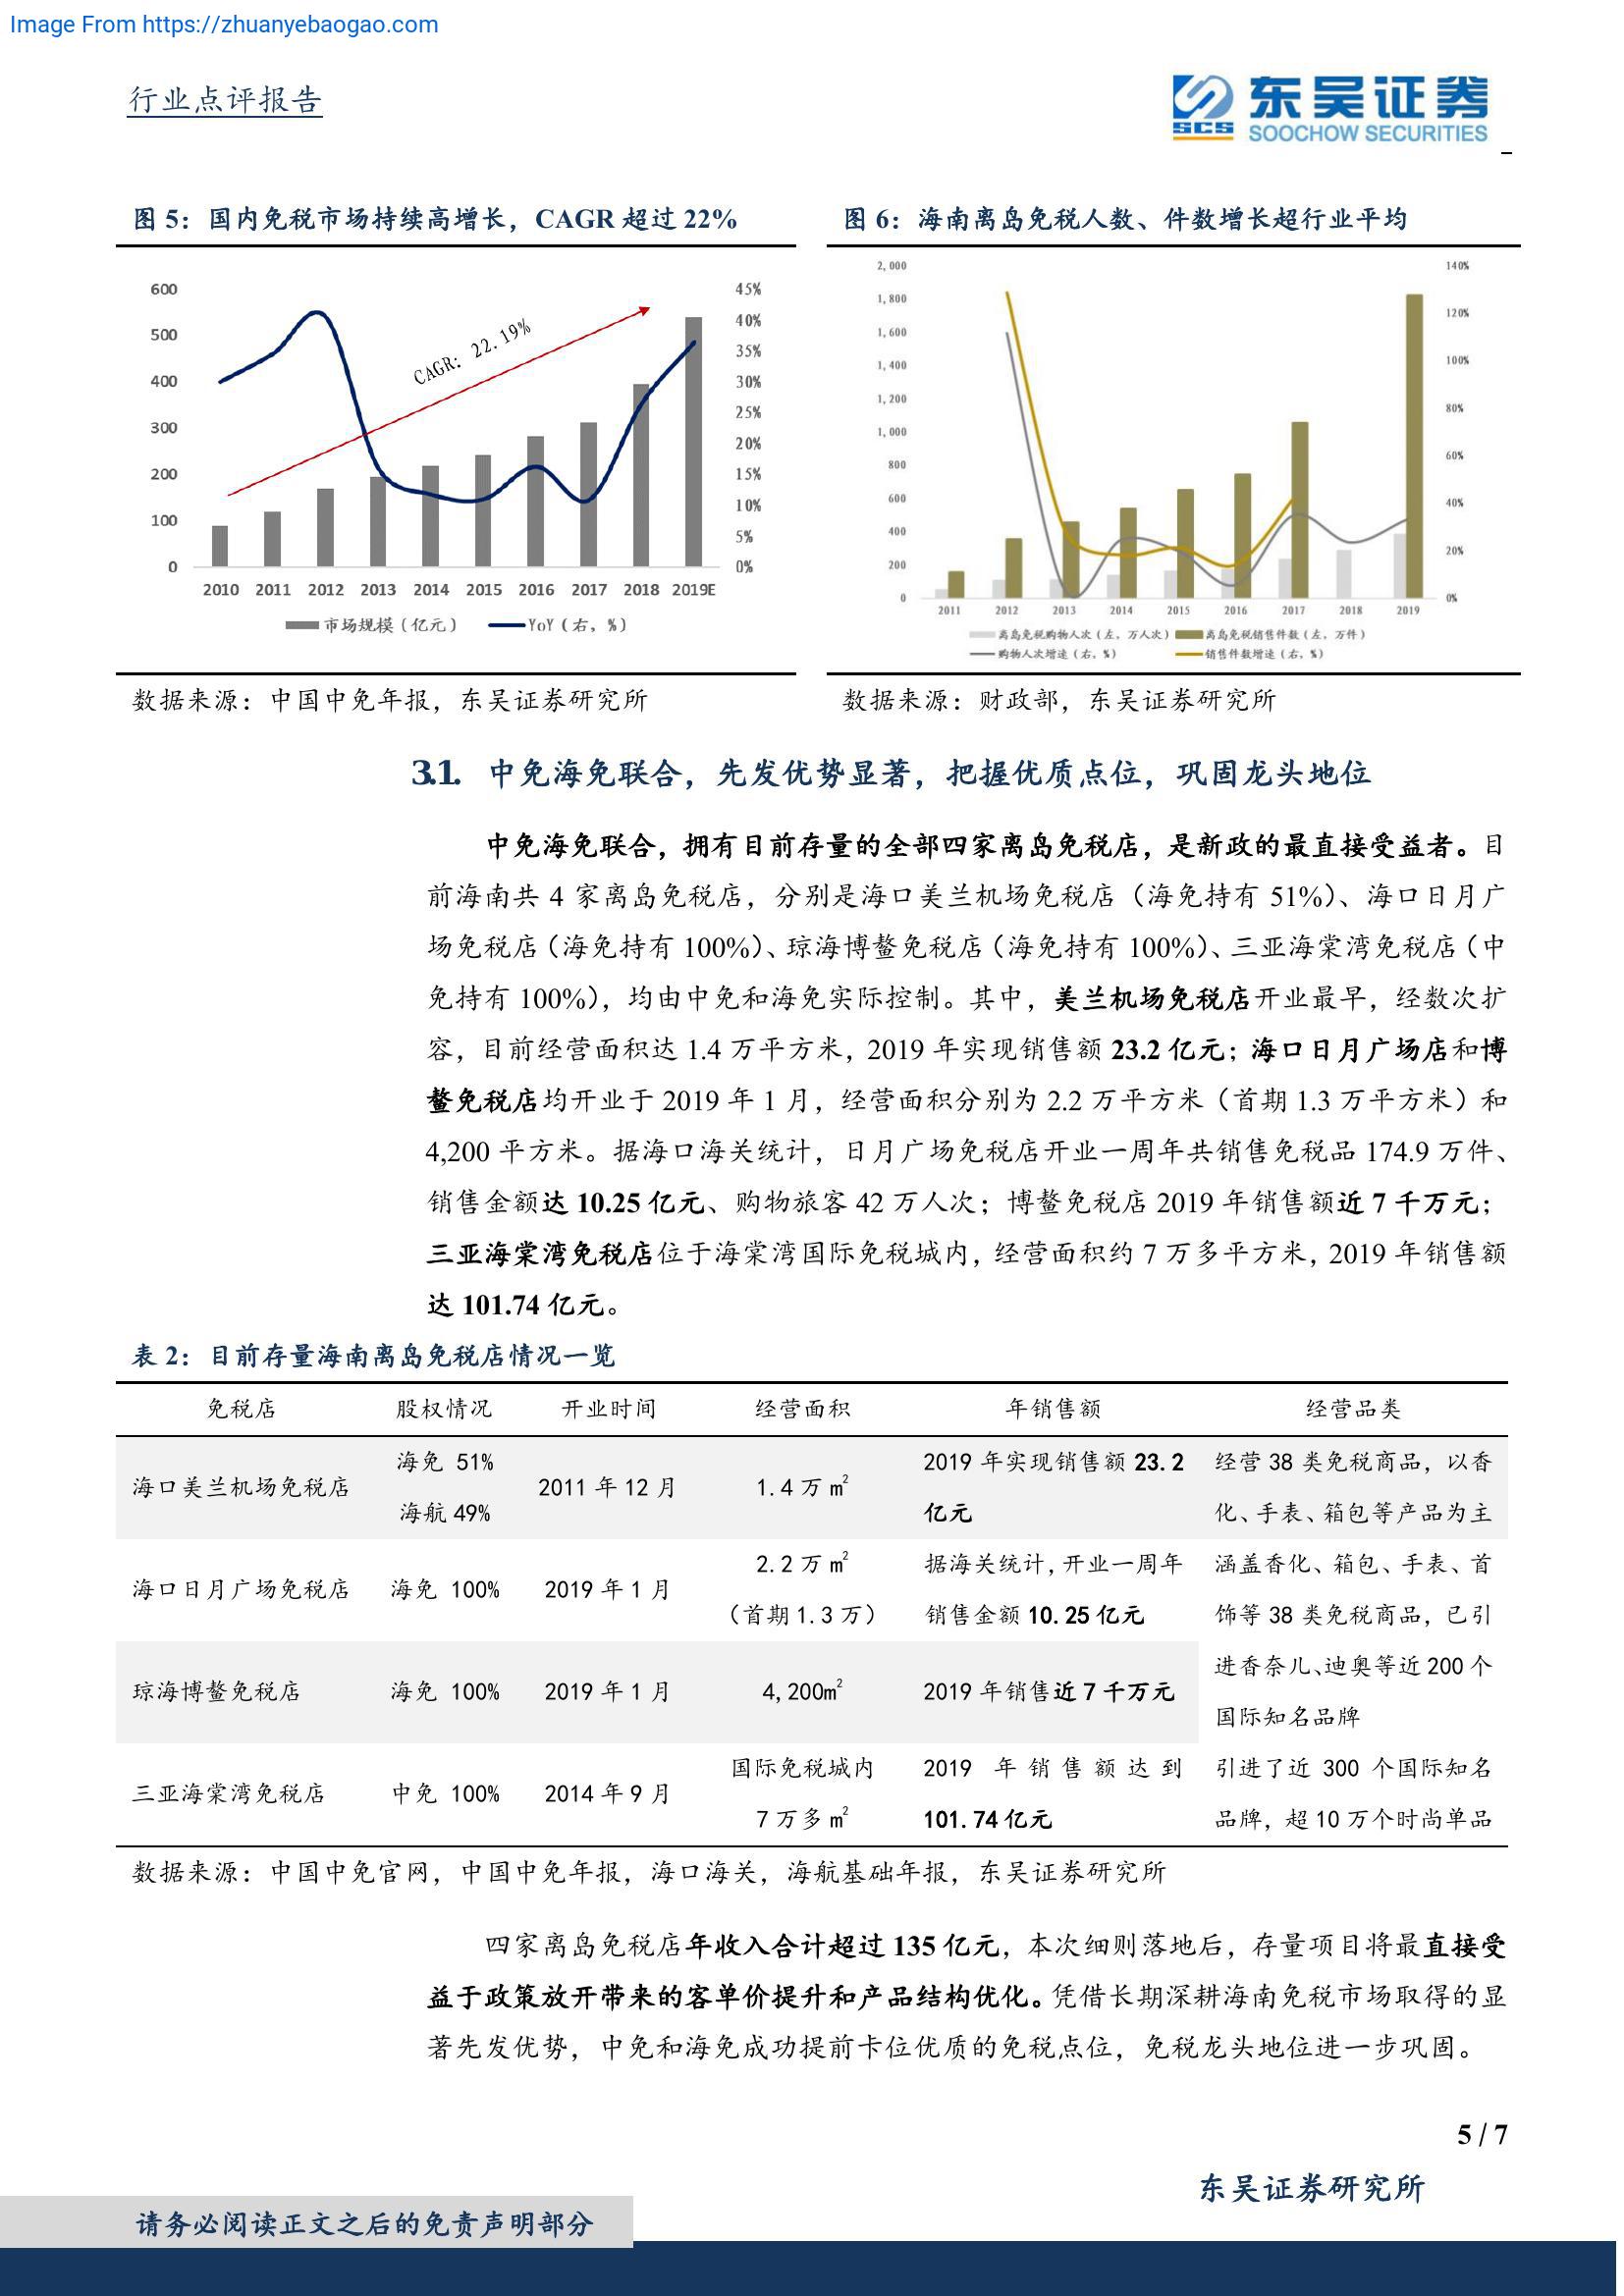 Image From https://zhuanyebaogao.com
行业点评报告
SCS
东吴证券
SOOCHOW SECURITIES
图 5：国内免税市场持续高增长，CAGR 超过 22%
600
500
400
300
200
100
0
45%
40%
35%
30%
25%
20%
15%
10%
5%
0%
CAGR: 22.19%
2010 2011 2012 2013 2014 2015 2016 2017 2018 2019E
市场规模（亿元） YoY（右，%）
数据来源：中国中免年报，东吴证券研究所
图 6：海南离岛免税人数、件数增长超行业平均
2,000
1,800
1,600
1,400
1,200
1,000
800
600
400
200
0
140%
120%
100%
80%
60%
40%
20%
0%
2011 2012 2013 2014 2015 2016 2017 2018 2019
离岛免税购物人次（左，万人次） 离岛免税销售件数（左，万件）
购物人次增速（右，%） 销售件数增速（右，%）
数据来源：财政部，东吴证券研究所
3.1. 中免海免联合，先发优势显著，把握优质点位，巩固龙头地位
中免海免联合，拥有目前存量的全部四家离岛免税店，是新政的最直接受益者。目
前海南共 4 家离岛免税店，分别是海口美兰机场免税店（海免持有 51%）、海口日月广
场免税店（海免持有 100%）、琼海博鳌免税店（海免持有 100%）、三亚海棠湾免税店（中
免持有 100%），均由中免和海免实际控制。其中，美兰机场免税店开业最早，经数次扩
容，目前经营面积达 1.4 万平方米，2019 年实现销售额 23.2 亿元；海口日月广场店和博
鳌免税店均开业于 2019 年 1 月，经营面积分别为 2.2 万平方米（首期 1.3 万平方米）和
4,200 平方米。据海口海关统计，日月广场免税店开业一周年共销售免税品 174.9 万件、
销售金额达 10.25 亿元、购物旅客 42 万人次；博鳌免税店 2019 年销售额近 7 千万元；
三亚海棠湾免税店位于海棠湾国际免税城内，经营面积约 7 万多平方米，2019 年销售额
达 101.74 亿元。
表 2：目前存量海南离岛免税店情况一览
免税店 股权情况 开业时间 经营面积 年销售额 经营品类
海口美兰机场免税店
海免 51%
海航 49%
2011 年 12 月
1.4 万 m²
2019 年实现销售额 23.2
亿元
经营 38 类免税商品，以香
化、手表、箱包等产品为主
海口日月广场免税店
海免 100%
2019 年 1 月
2.2 万 m²
（首期 1.3 万）
据海关统计，开业一周年
销售金额 10.25 亿元
涵盖香化、箱包、手表、首
饰等 38 类免税商品，已引
进香奈儿、迪奥等近 200 个
国际知名品牌
琼海博鳌免税店
海免 100%
2019 年 1 月
4,200m²
2019 年销售近 7 千万元
三亚海棠湾免税店
中免 100%
2014 年 9 月
国际免税城内
7 万多 m²
2019 年销售额达到
101.74 亿元
引进了近 300 个国际知名
品牌，超 10 万个时尚单品
数据来源：中国中免官网，中国中免年报，海口海关，海航基础年报，东吴证券研究所
四家离岛免税店年收入合计超过 135 亿元，本次细则落地后，存量项目将最直接受
益于政策放开带来的客单价提升和产品结构优化。凭借长期深耕海南免税市场取得的显
著先发优势，中免和海免成功提前卡位优质的免税点位，免税龙头地位进一步巩固。
5 / 7
东吴证券研究所
请务必阅读正文之后的免责声明部分